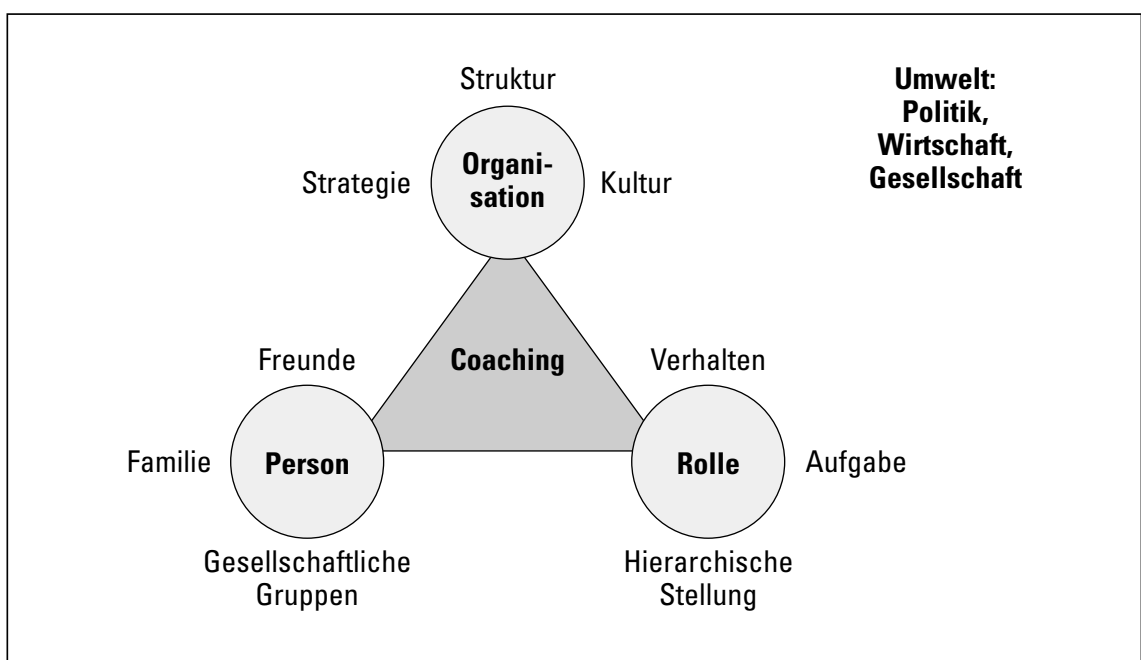 Struktur
Umwelt:
Politik,
Wirtschaft,
Gesellschaft
Strategie
Organi-
sation
Kultur
Freunde
Coaching
Verhalten
Familie
Person
Rolle
Aufgabe
Gesellschaftliche
Gruppen
Hierarchische
Stellung